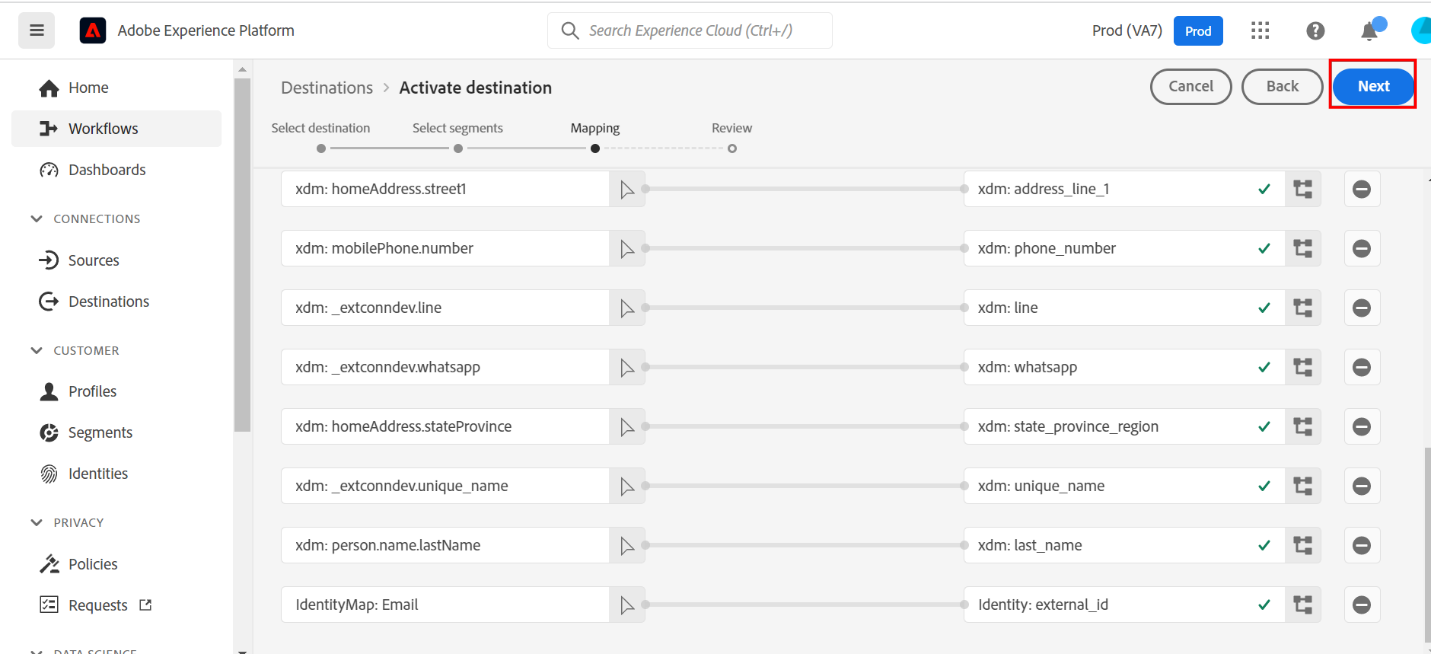 Adobe Experience Platform
Search Experience Cloud (Ctrl+/)
Prod (VA7)
Prod
Home
Workflows
Dashboards
CONNECTIONS
Sources
Destinations
CUSTOMER
Profiles
Segments
Identities
PRIVACY
Policies
Requests
DATA SCIENCE
Destinations > Activate destination
Cancel
Back
Next
Select destination
Select segments
Mapping
Review
xdm: homeAddress.street1
xdm: address_line_1
xdm: mobilePhone.number
xdm: phone_number
xdm: _extconndev.line
xdm: line
xdm: _extconndev.whatsapp
xdm: whatsapp
xdm: homeAddress.stateProvince
xdm: state_province_region
xdm: _extconndev.unique_name
xdm: unique_name
xdm: person.name.lastName
xdm: last_name
IdentityMap: Email
Identity: external_id